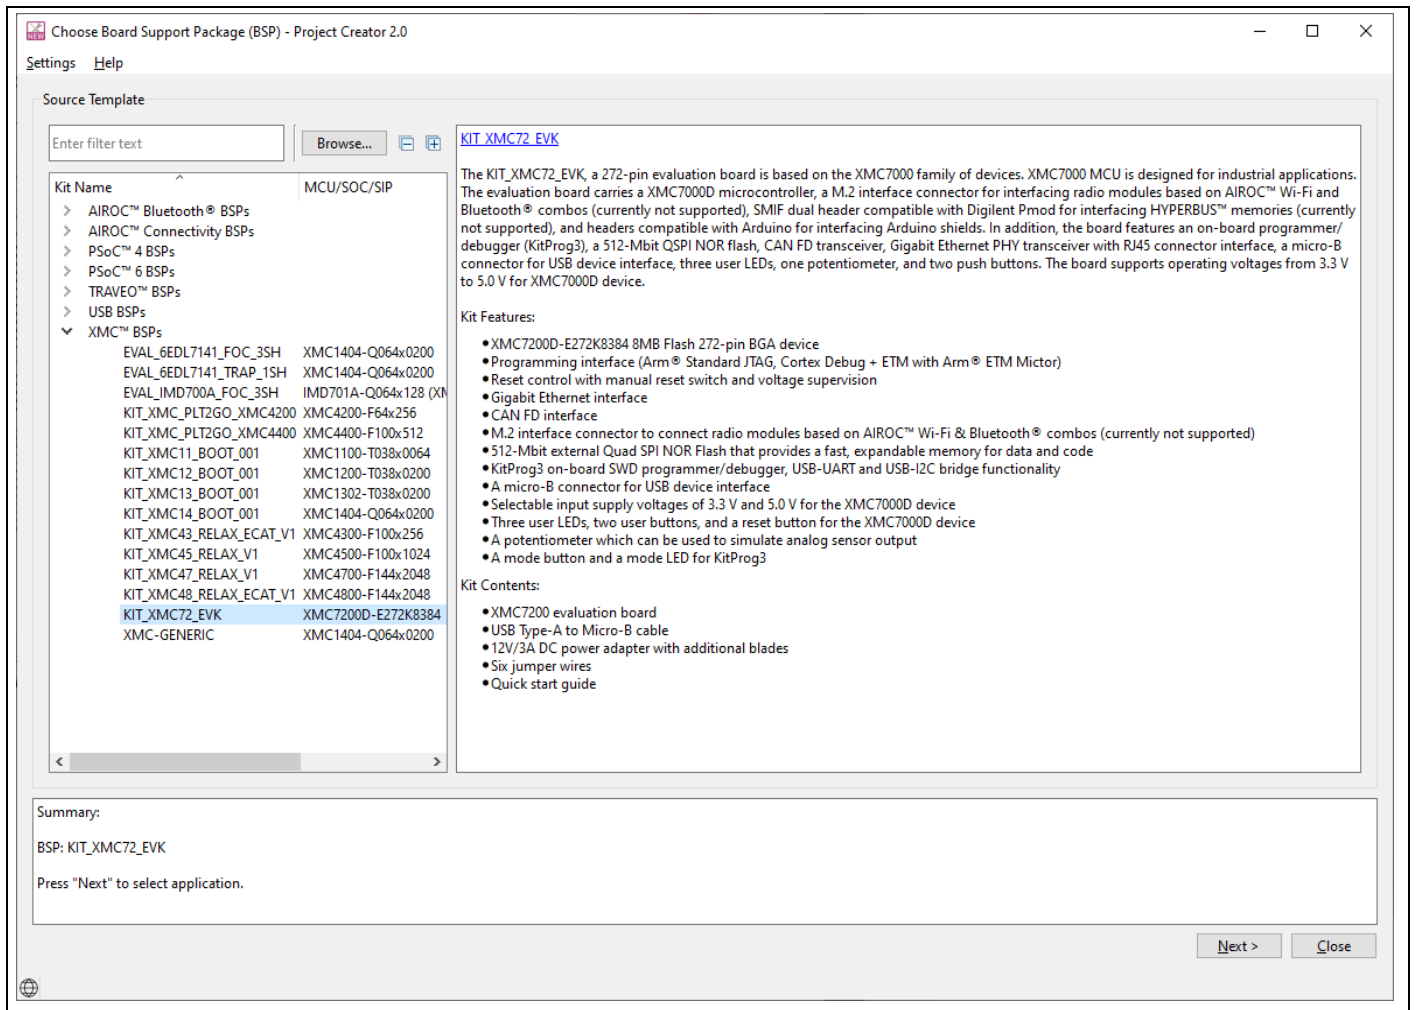 Choose Board Support Package (BSP) - Project Creator 2.0
Settings Help
Source Template
Enter filter text
Browse...
Kit Name MCU/SOC/SIP
AIROC™ Bluetooth® BSPs
AIROC™ Connectivity BSPs
PSoC™ 4 BSPs
PSoC™ 6 BSPs
TRAVEO™ BSPs
USB BSPs
XMC™ BSPs
EVAL_6EDL7141_FOC_3SH XMC1404-Q064x0200
EVAL_6EDL7141_TRAP_1SH XMC1404-Q064x0200
EVAL_IMD700A_FOC_3SH IMD701A-Q064x128 (XM
KIT_XMC_PLT2GO_XMC4200 XMC4200-F64x256
KIT_XMC_PLT2GO_XMC4400 XMC4400-F100x512
KIT_XMC11_BOOT_001 XMC1100-T038x0064
KIT_XMC12_BOOT_001 XMC1200-T038x0200
KIT_XMC13_BOOT_001 XMC1302-T038x0200
KIT_XMC14_BOOT_001 XMC1404-Q064x0200
KIT_XMC43_RELAX_ECAT_V1 XMC4300-F100x256
KIT_XMC45_RELAX_V1 XMC4500-F100x1024
KIT_XMC47_RELAX_V1 XMC4700-F144x2048
KIT_XMC48_RELAX_ECAT_V1 XMC4800-F144x2048
KIT_XMC72_EVK XMC7200D-E272K8384
XMC-GENERIC XMC1404-Q064x0200
KIT_XMC72_EVK
The KIT_XMC72_EVK, a 272-pin evaluation board is based on the XMC7000 family of devices. XMC7000 MCU is designed for industrial applications.
The evaluation board carries a XMC7000D microcontroller, a M.2 interface connector for interfacing radio modules based on AIROC™ Wi-Fi and
Bluetooth® combos (currently not supported), SMIF dual header compatible with Digilent Pmod for interfacing HYPERBUS™ memories (currently
not supported), and headers compatible with Arduino for interfacing Arduino shields. In addition, the board features an on-board programmer/
debugger (KitProg3), a 512-Mbit QSPI NOR flash, CAN FD transceiver, Gigabit Ethernet PHY transceiver with RJ45 connector interface, a micro-B
connector for USB device interface, three user LEDs, one potentiometer, and two push buttons. The board supports operating voltages from 3.3 V
to 5.0 V for XMC7000D device.
Kit Features:
•XMC7200D-E272K8384 8MB Flash 272-pin BGA device
•Programming interface (Arm® Standard JTAG, Cortex Debug + ETM with Arm® ETM Mictor)
•Reset control with manual reset switch and voltage supervision
•Gigabit Ethernet interface
•CAN FD interface
•M.2 interface connector to connect radio modules based on AIROC™ Wi-Fi & Bluetooth® combos (currently not supported)
•512-Mbit external Quad SPI NOR Flash that provides a fast, expandable memory for data and code
•KitProg3 on-board SWD programmer/debugger, USB-UART and USB-I2C bridge functionality
•A micro-B connector for USB device interface
•Selectable input supply voltages of 3.3 V and 5.0 V for the XMC7000D device
•Three user LEDs, two user buttons, and a reset button for the XMC7000D device
•A potentiometer which can be used to simulate analog sensor output
•A mode button and a mode LED for KitProg3
Kit Contents:
•XMC7200 evaluation board
•USB Type-A to Micro-B cable
•12V/3A DC power adapter with additional blades
•Six jumper wires
•Quick start guide
Summary:
BSP: KIT_XMC72_EVK
Press "Next" to select application.
Next > Close